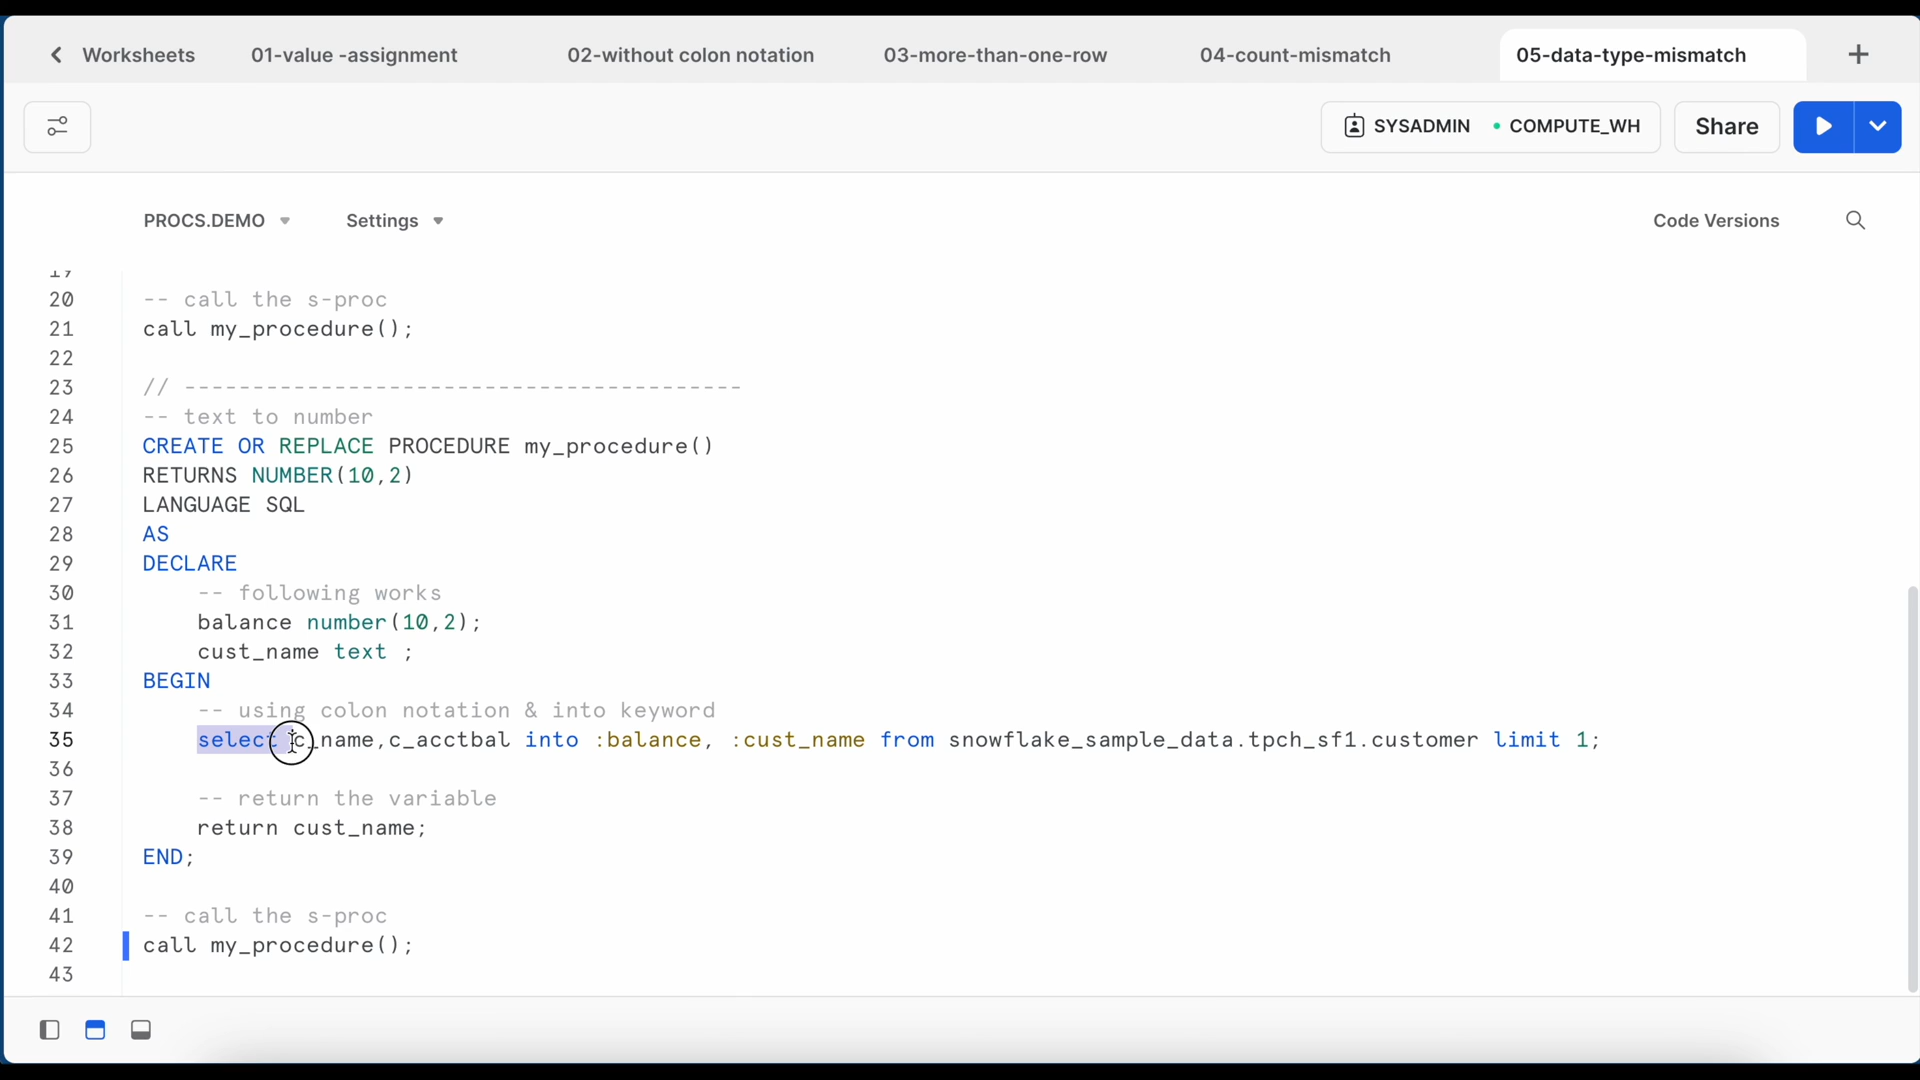 Worksheets 01-value -assignment 02-without colon notation 03-more-than-one-row 04-count-mismatch 05-data-type-mismatch +
SYSADMIN • COMPUTE_WH Share
PROCS.DEMO Settings Code Versions
19
20 -- call the s-proc
21 call my_procedure();
22
23 // -----------------------------------------
24 -- text to number
25 CREATE OR REPLACE PROCEDURE my_procedure()
26 RETURNS NUMBER(10,2)
27 LANGUAGE SQL
28 AS
29 DECLARE
30 -- following works
31 balance number(10,2);
32 cust_name text ;
33 BEGIN
34 -- using colon notation & into keyword
35 select c_name,c_acctbal into :balance, :cust_name from snowflake_sample_data.tpch_sf1.customer limit 1;
36
37 -- return the variable
38 return cust_name;
39 END;
40
41 -- call the s-proc
42 call my_procedure();
43